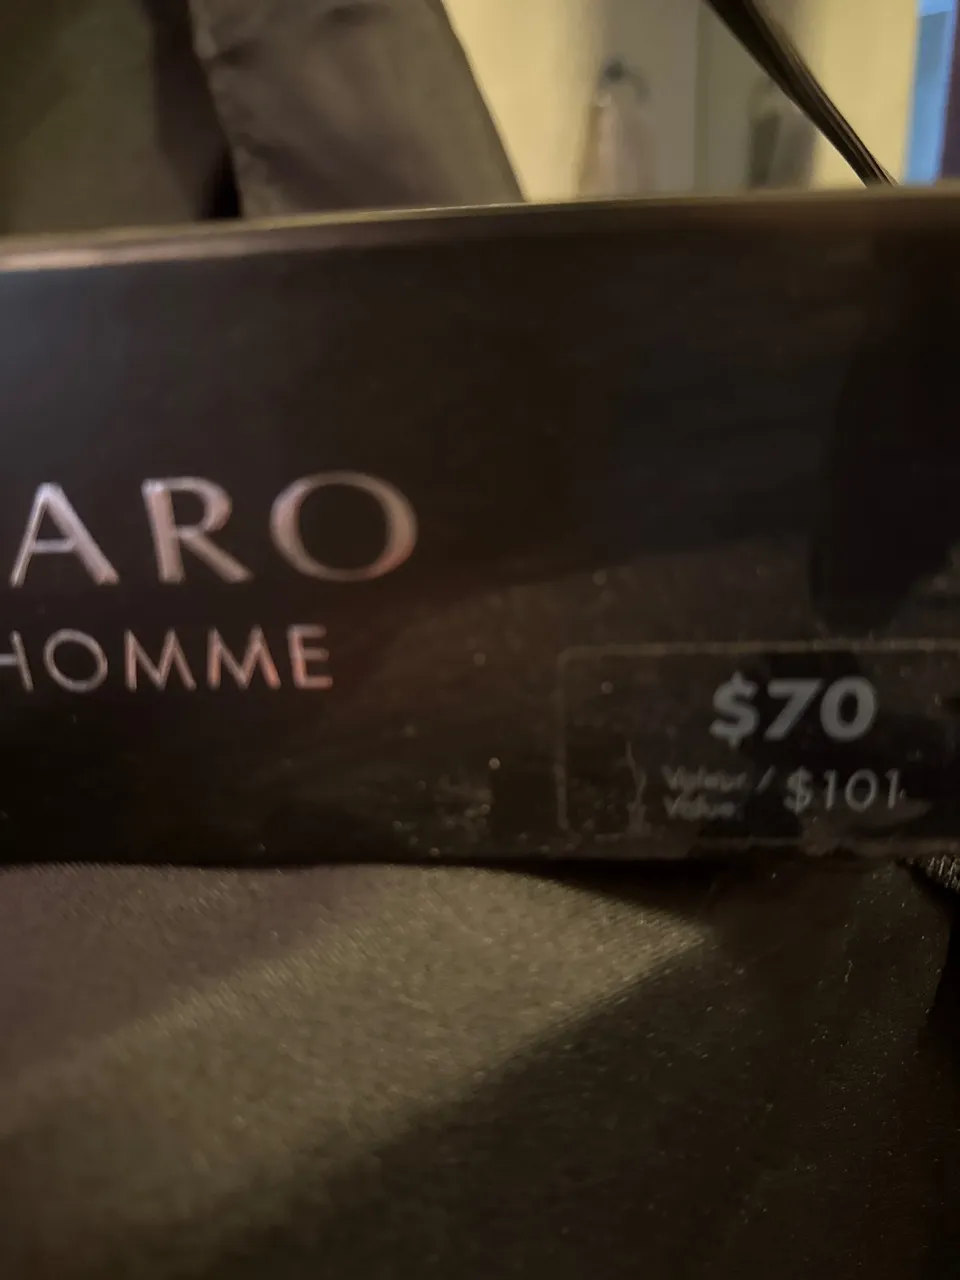 ARO
HOMME
$70
Valeur / $101
Value